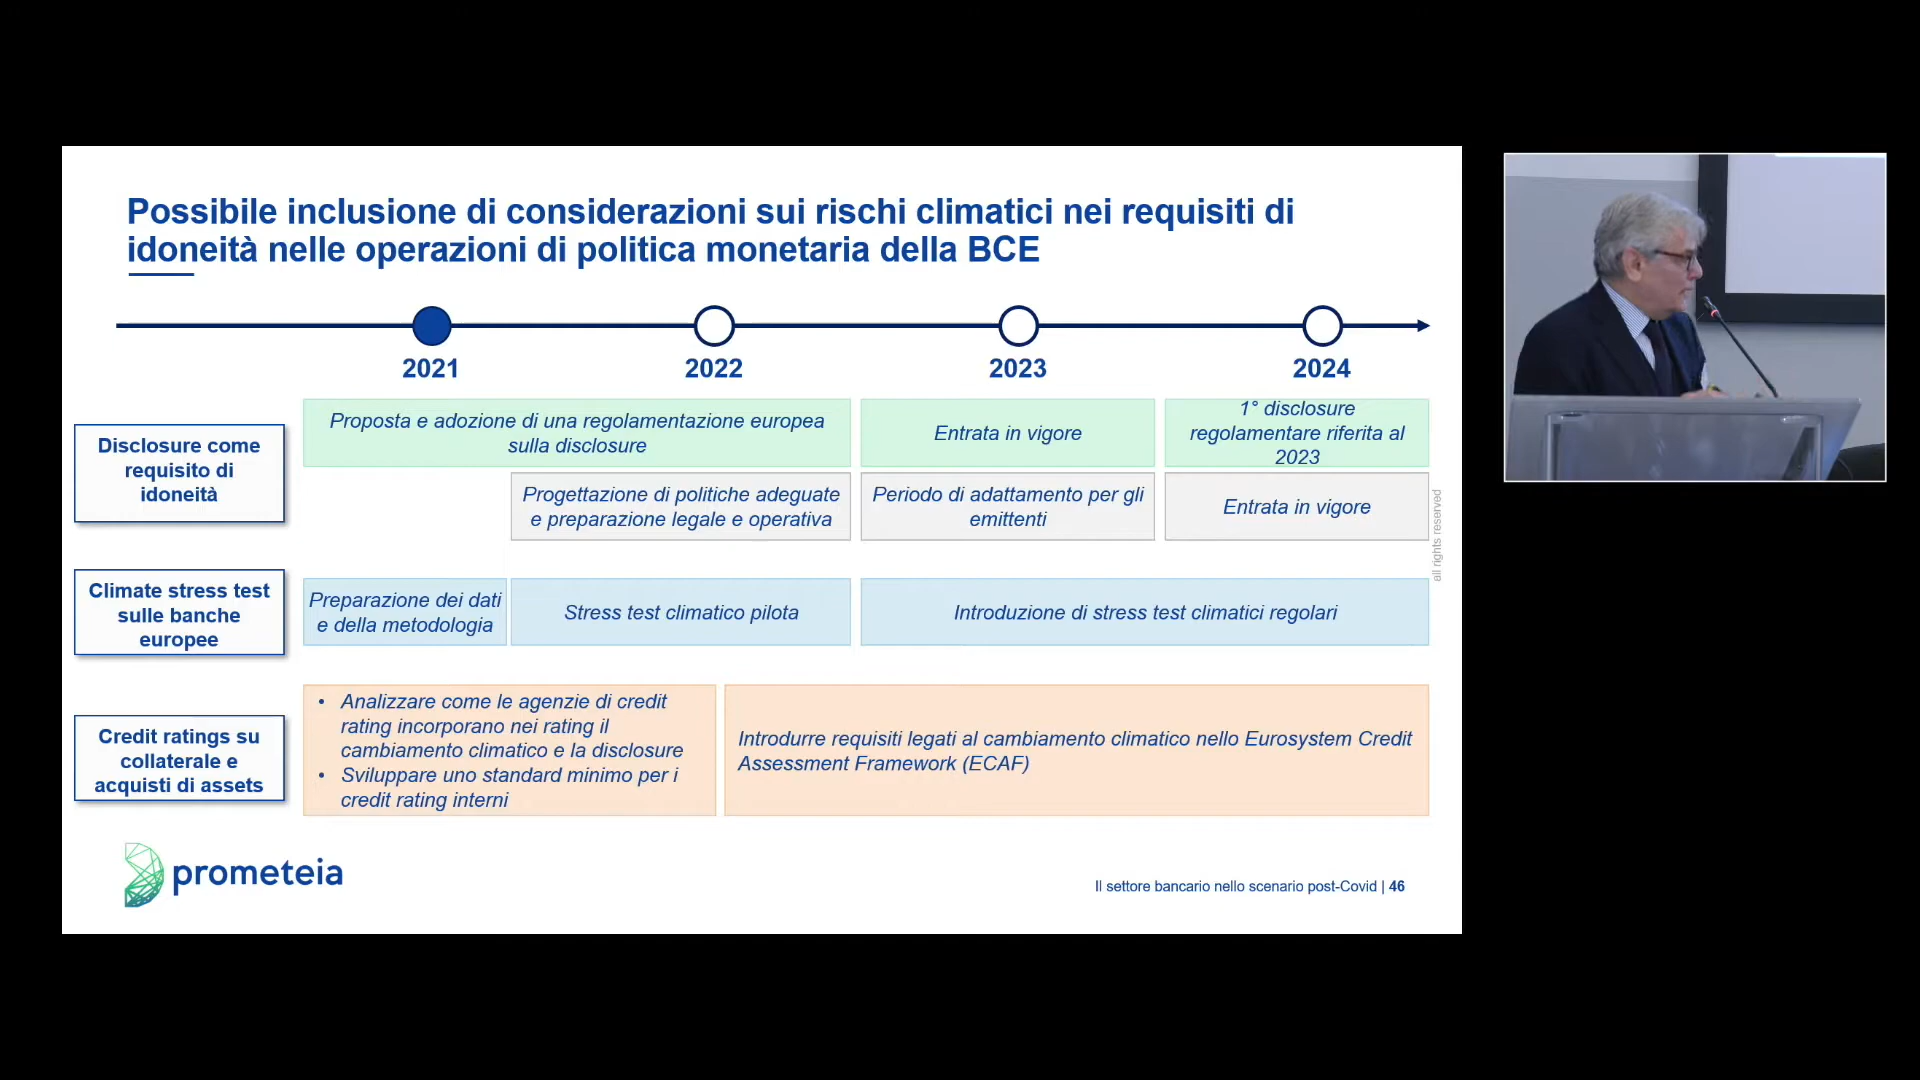 Possibile inclusione di considerazioni sui rischi climatici nei requisiti di
idoneità nelle operazioni di politica monetaria della BCE
2021
2022
2023
2024
Disclosure come
requisito di
idoneità
Proposta e adozione di una regolamentazione europea
sulla disclosure
Entrata in vigore
1° disclosure
regolamentare riferita al
2023
Progettazione di politiche adeguate
e preparazione legale e operativa
Periodo di adattamento per gli
emittenti
Entrata in vigore
all rights reserved
Climate stress test
sulle banche
europee
Preparazione dei dati
e della metodologia
Stress test climatico pilota
Introduzione di stress test climatici regolari
Credit ratings su
collaterale e
acquisti di assets
• Analizzare come le agenzie di credit
rating incorporano nei rating il
cambiamento climatico e la disclosure
• Sviluppare uno standard minimo per i
credit rating interni
Introdurre requisiti legati al cambiamento climatico nello Eurosystem Credit
Assessment Framework (ECAF)
prometeia
Il settore bancario nello scenario post-Covid | 46